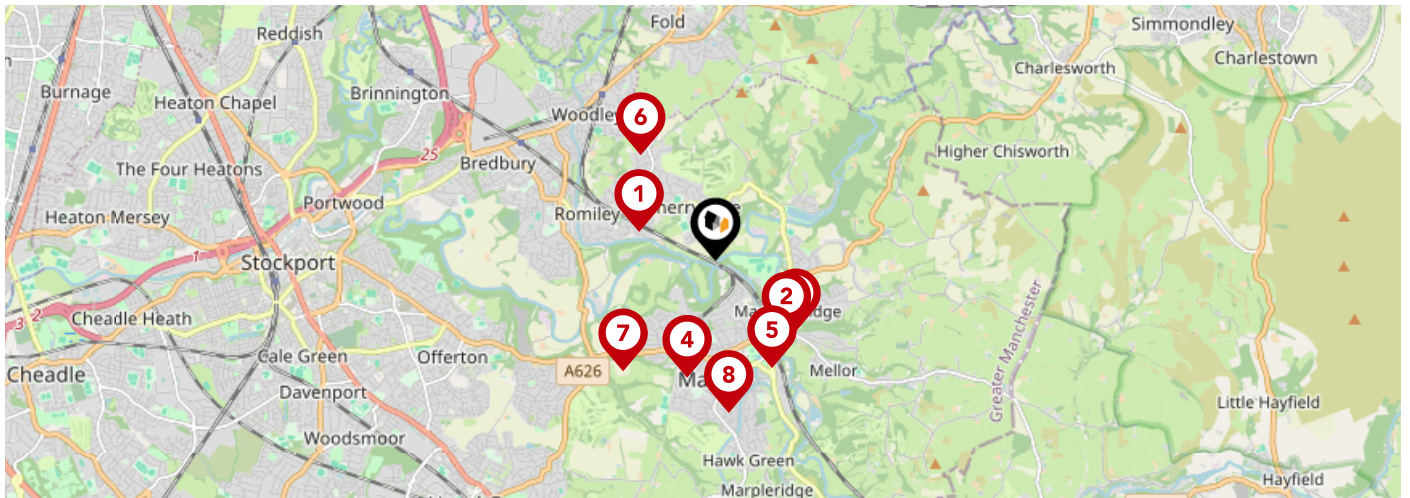 Fold
Simmondley
Reddish
Charlestown
Charlesworth
Burnage
Brinnington
Heaton Chapel
6
25
Higher Chisworth
Bredbury
The Four Heatons
1
Portwood
Romiley
Heaton Mersey
1
Stockport
2
3 2
Cheadle Heath
5
7
4
Cale Green
Offerton
A626
Mellor
Greater Manchester
Cheadle
8
Davenport
Little Hayfield
Woodsmoor
Hawk Green
Hayfield
Marpleridge